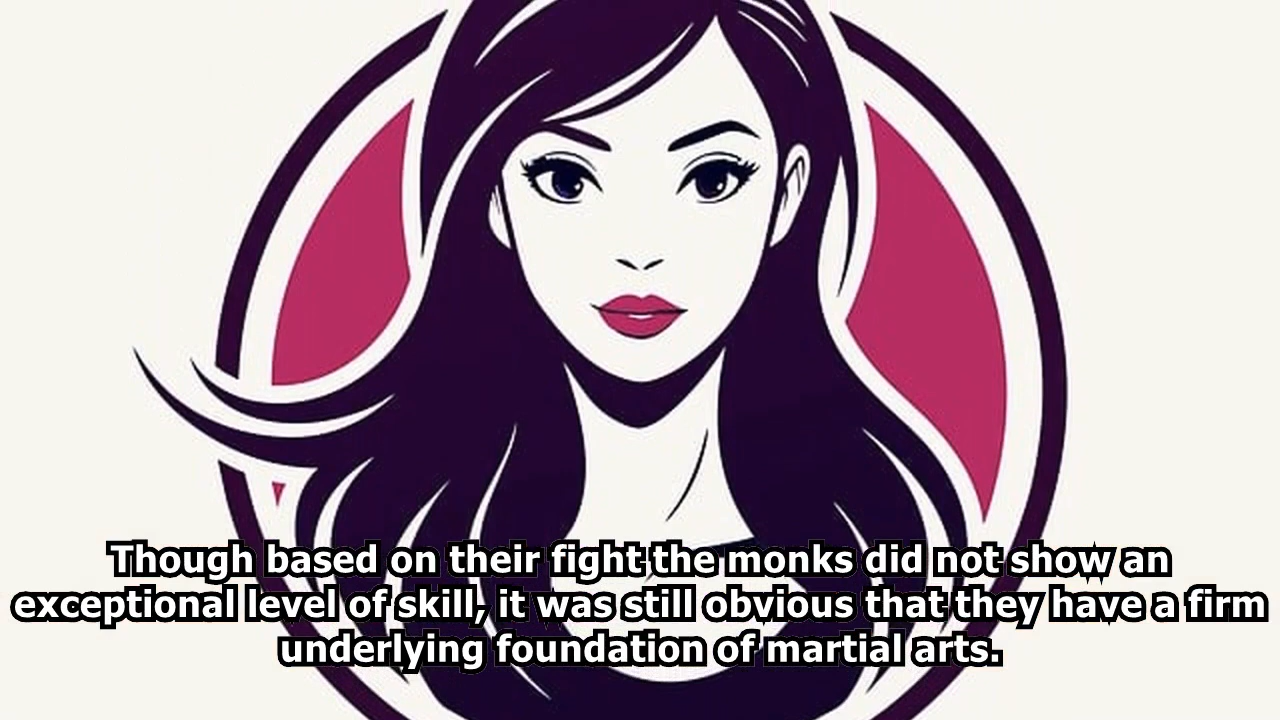 Though based on their fight the monks did not show an
exceptional level of skill, it was still obvious that they have a firm
underlying foundation of martial arts.